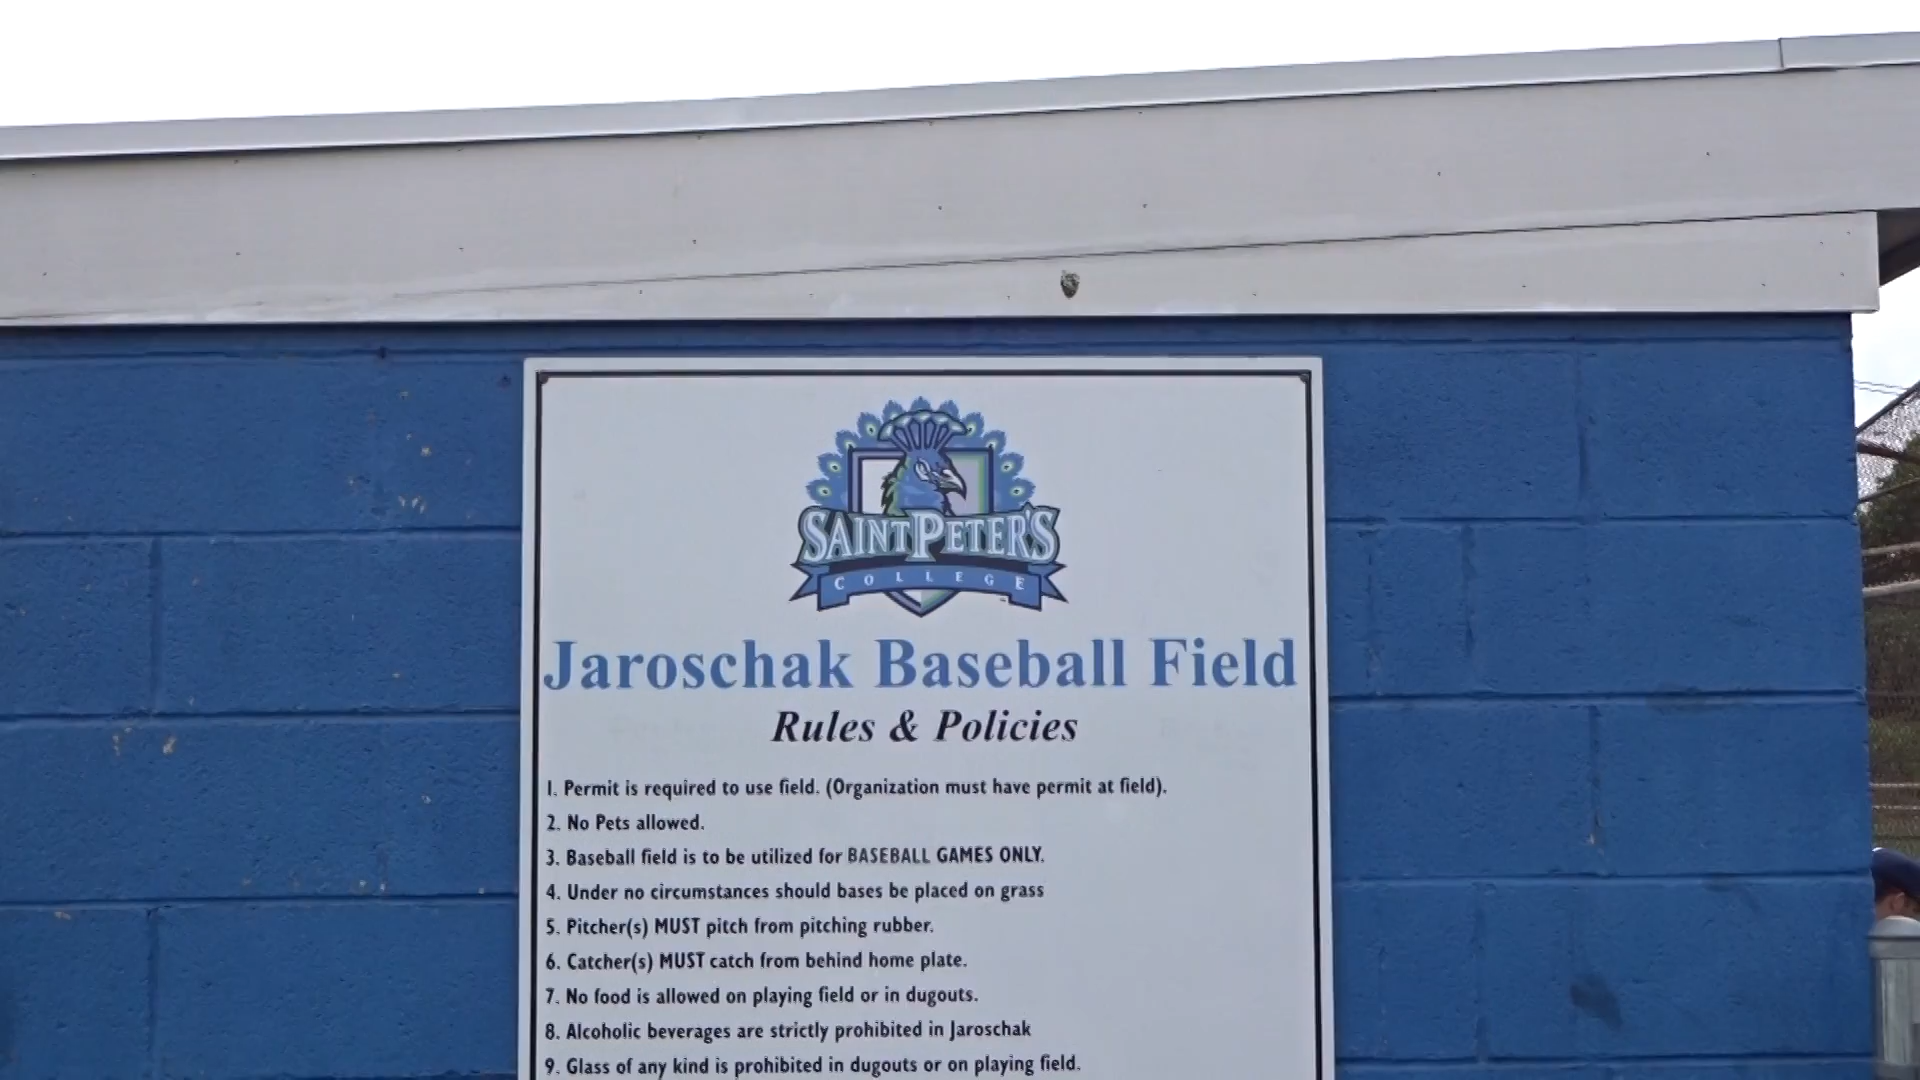 SAINT PETER'S
COLLEGE
Jaroschak Baseball Field
Rules & Policies
1. Permit is required to use field. (Organization must have permit at field).
2. No Pets allowed.
3. Baseball field is to be utilized for BASEBALL GAMES ONLY.
4. Under no circumstances should bases be placed on grass
5. Pitcher(s) MUST pitch from pitching rubber.
6. Catcher(s) MUST catch from behind home plate.
7. No food is allowed on playing field or in dugouts.
8. Alcoholic beverages are strictly prohibited in Jaroschak
9. Glass of any kind is prohibited in dugouts or on playing field.